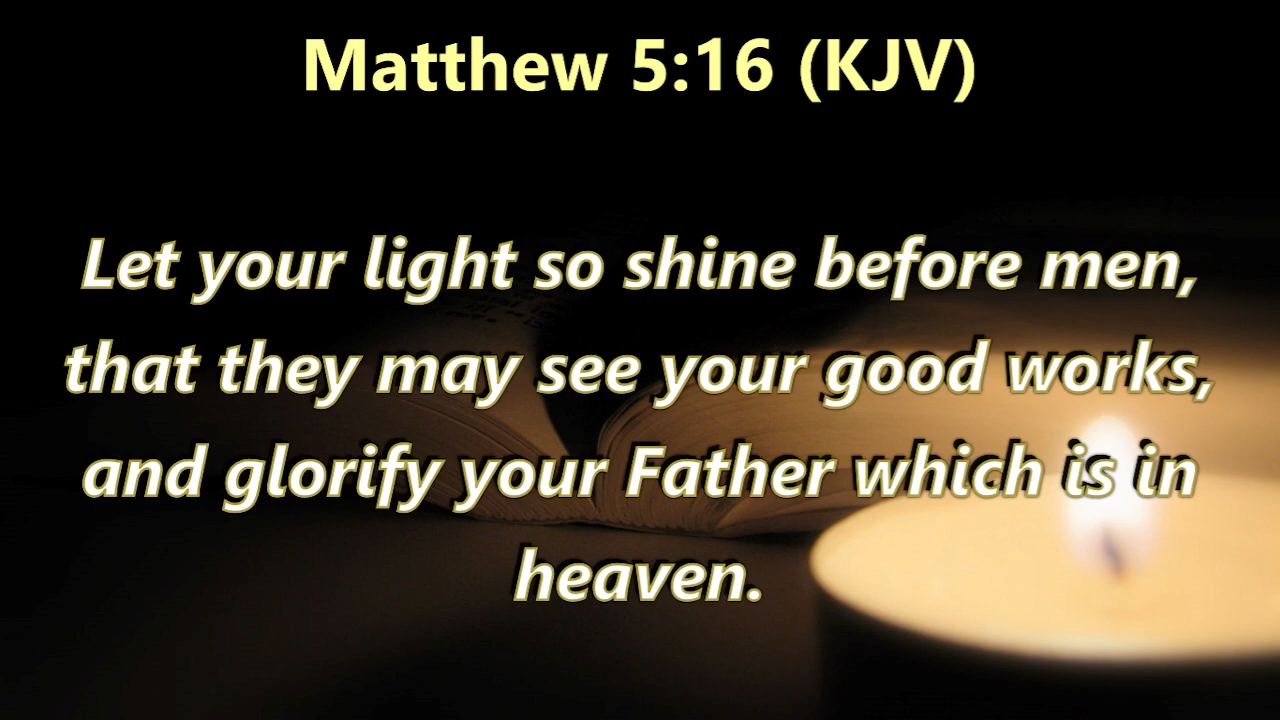 Matthew 5:16 (KJV)
Let your light so shine before men,
that they may see your good works,
and glorify your Father which is in
heaven.